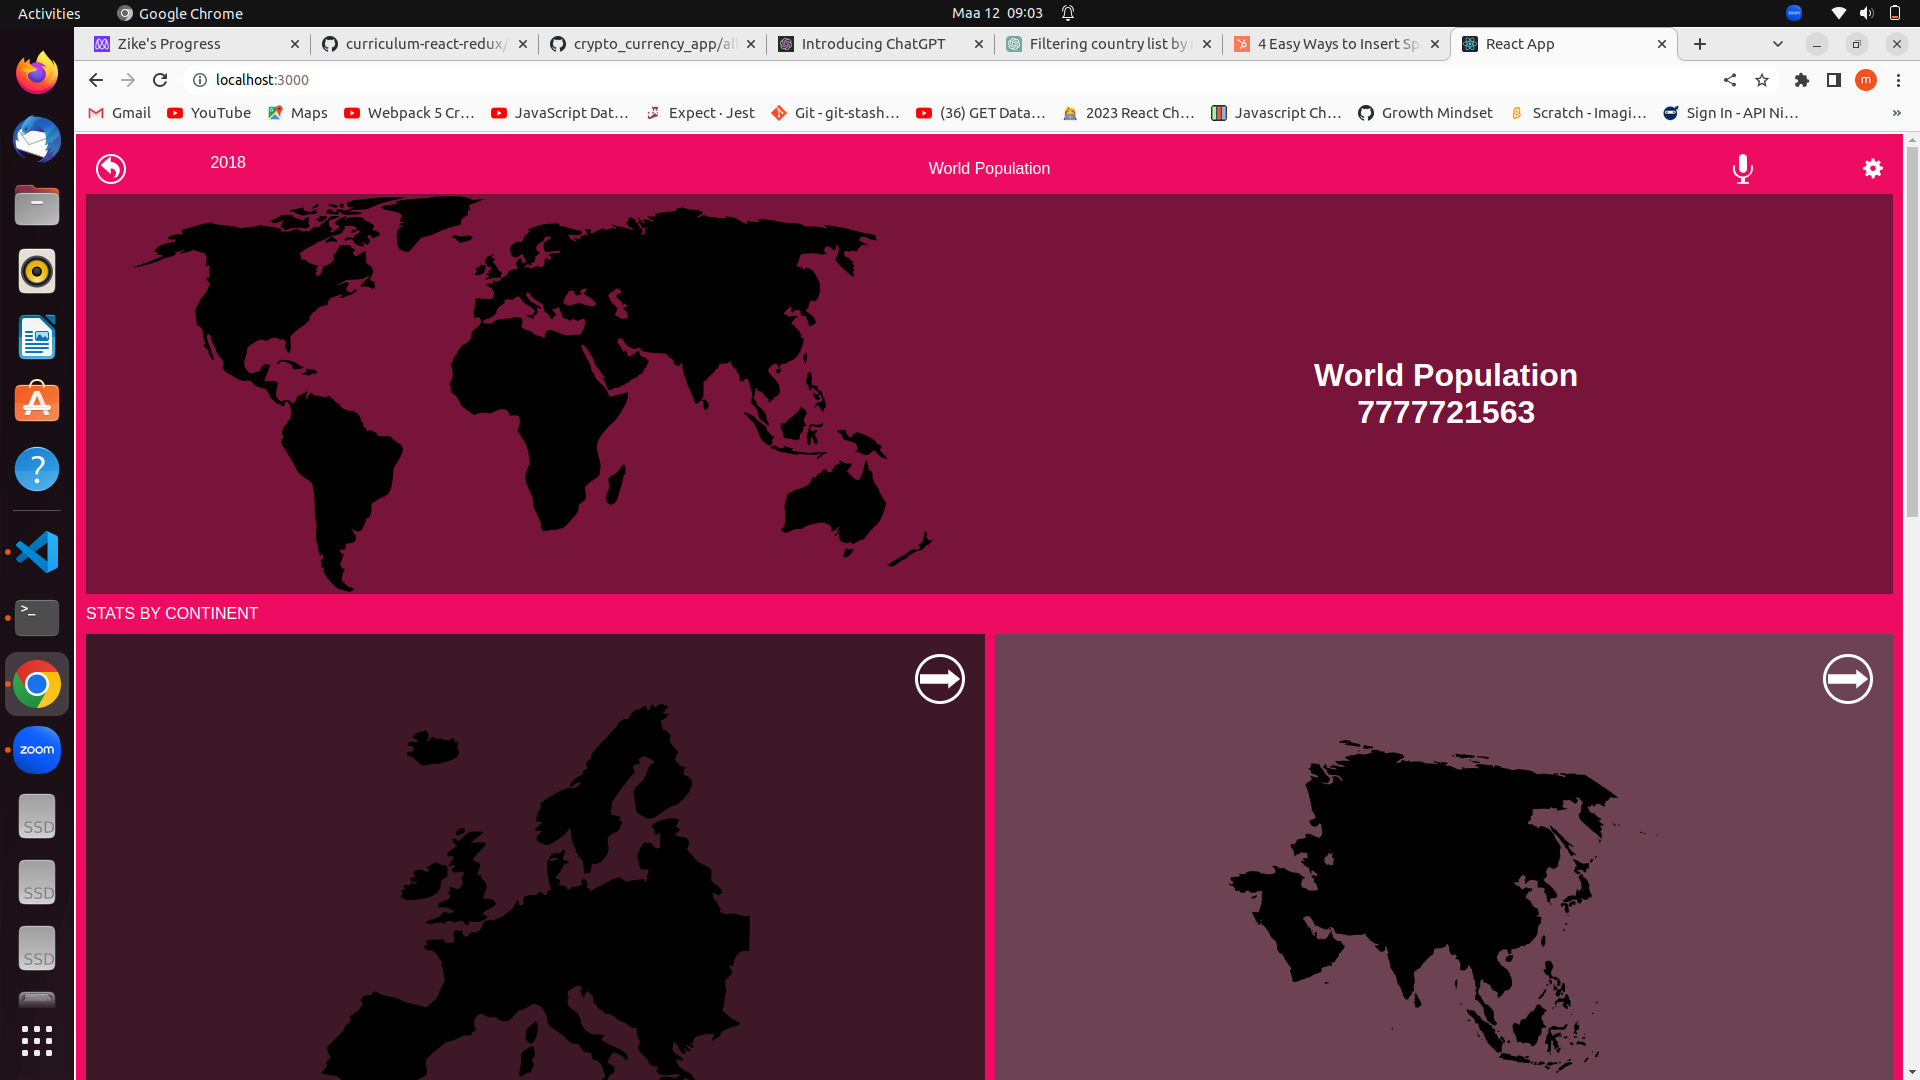 Activities
Google Chrome
Maa 12 09:03
zoom
Zike's Progress
curriculum-react-redux/
crypto_currency_app/all
Introducing ChatGPT
Filtering country list by
4 Easy Ways to Insert Sp
React App
localhost:3000
m
Gmail
YouTube
Maps
Webpack 5 Cr…
JavaScript Dat…
Expect · Jest
Git - git-stash…
(36) GET Data…
2023 React Ch…
Javascript Ch…
Growth Mindset
Scratch - Imagi…
Sign In - API Ni…
»
2018
World Population
World Population
7777721563
STATS BY CONTINENT
>_
zoom
SSD
SSD
SSD